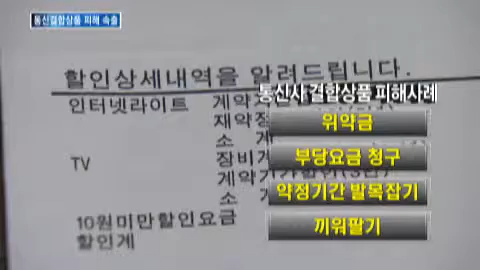 통신결합상품 피해 속출
할인상세내역을 알려드립니다.
통신사 결합상품 피해사례
인터넷라이트
위약금
소
TV
부당요금 청구
약정기간 발목잡기
소
10원미만할인요금
끼워팔기
할인계